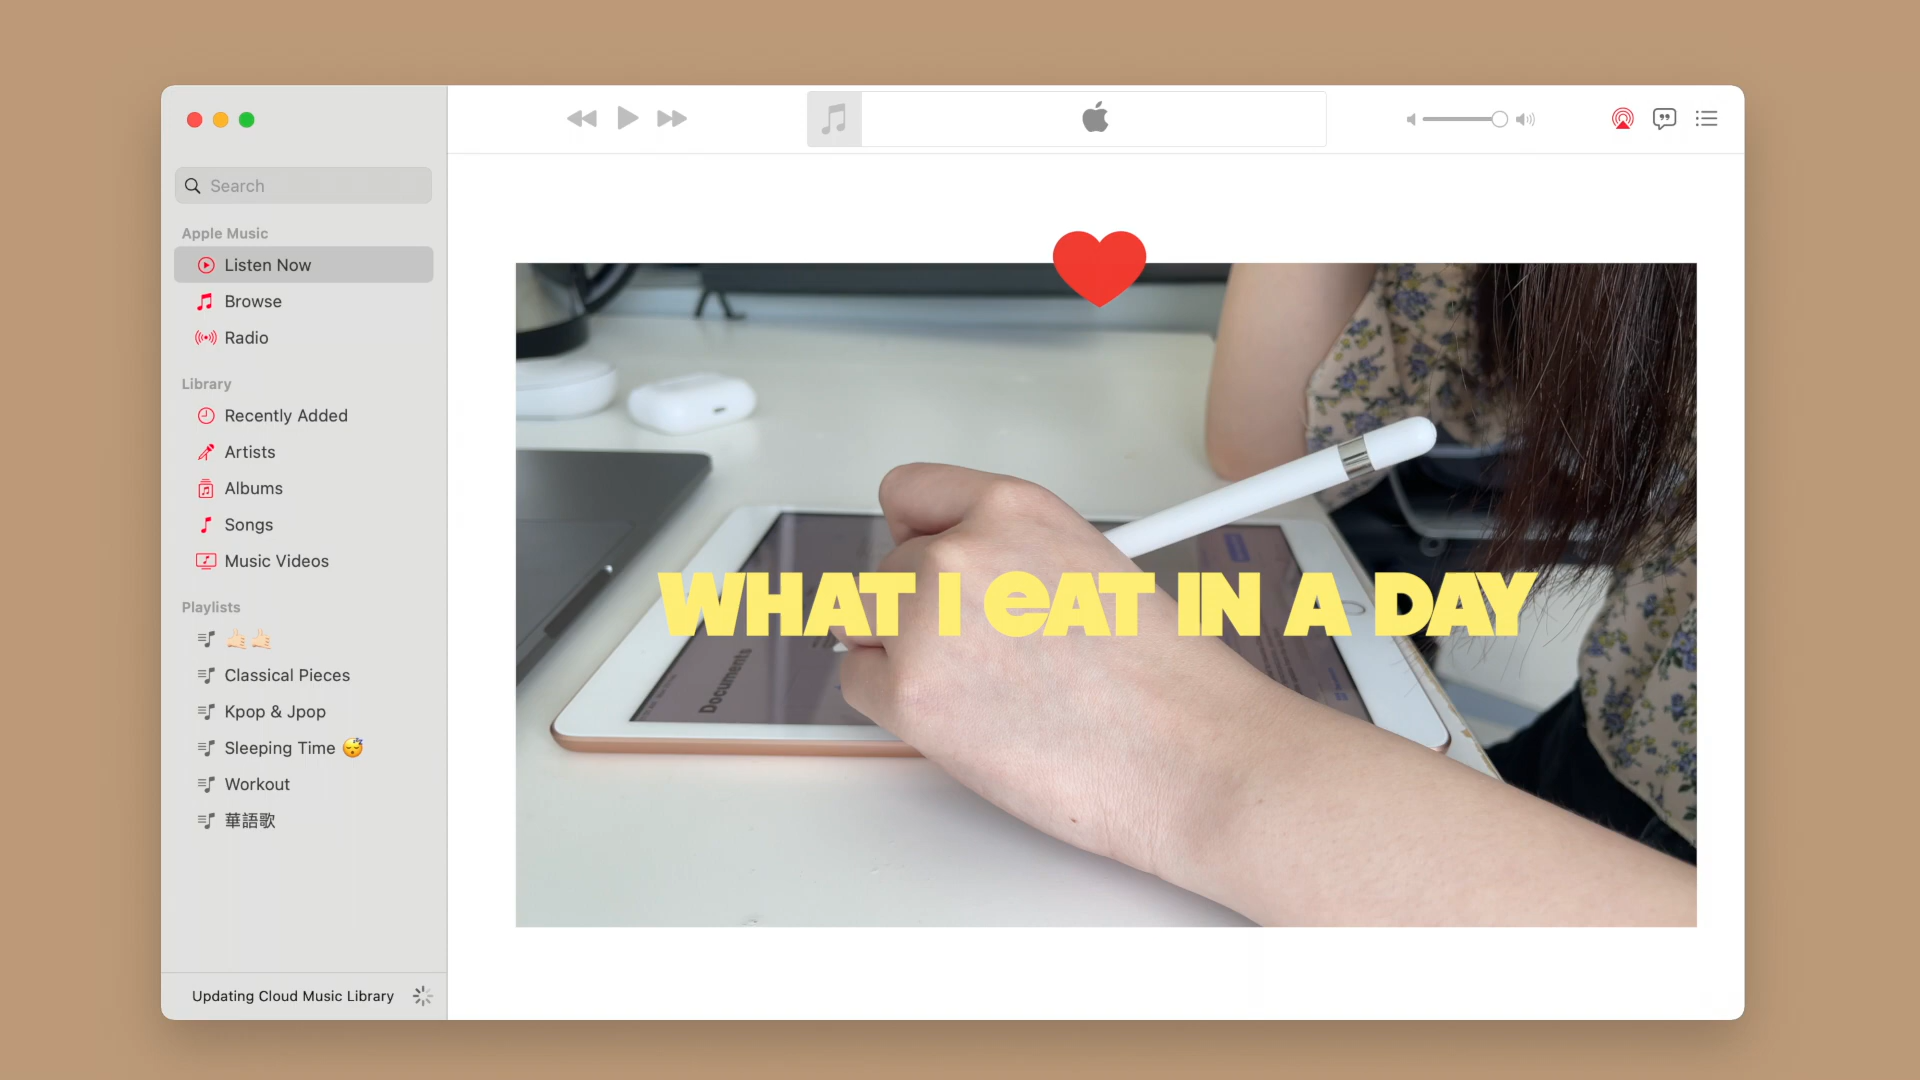 Search
Apple Music
Listen Now
Browse
Radio
Library
Recently Added
Artists
Albums
Songs
Music Videos
Playlists
🤙🏻🤙🏻
Classical Pieces
Kpop & Jpop
Sleeping Time 😴
Workout
華語歌
Updating Cloud Music Library
WHAT I eAT IN A DAY
Documents